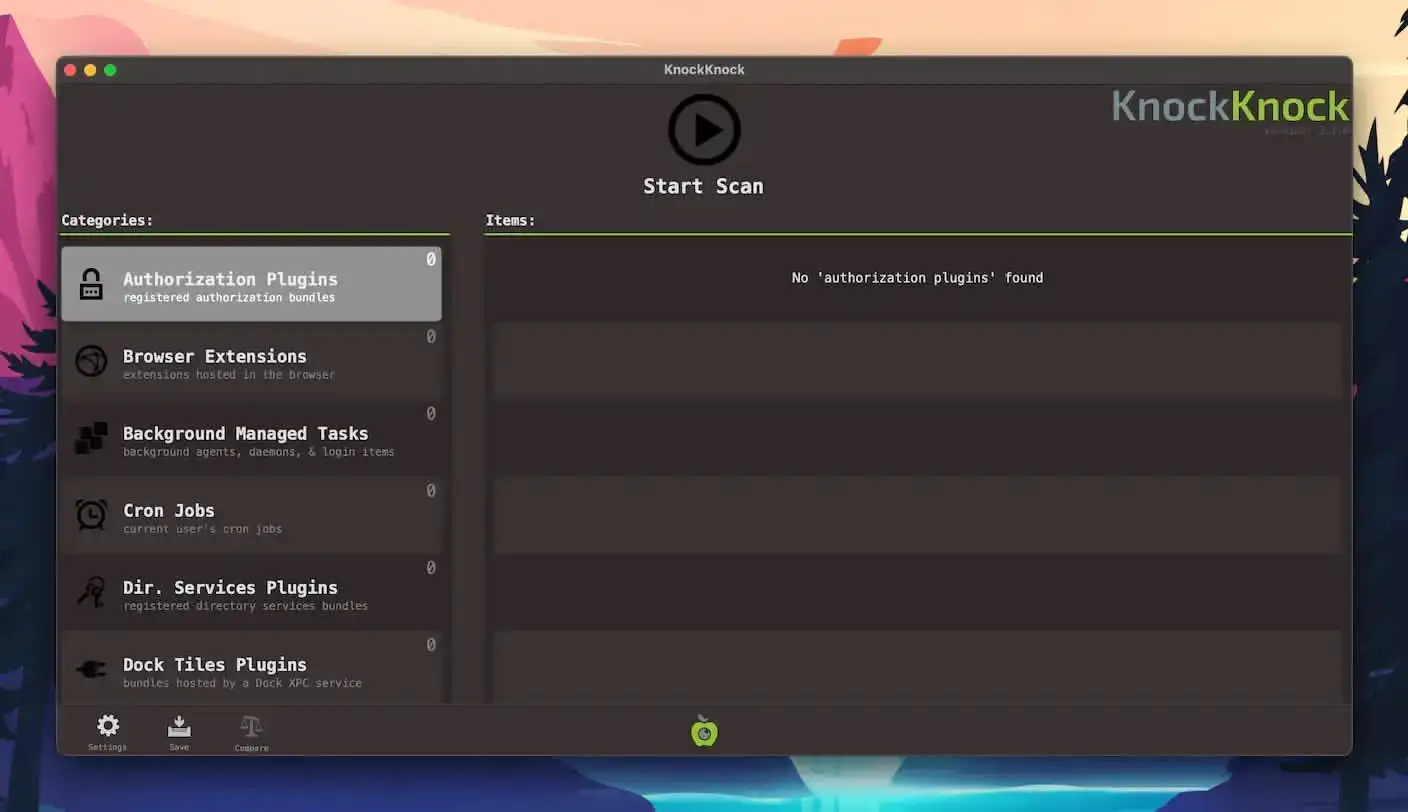 KnockKnock
KnockKnock
Start Scan
Categories:
0
Authorization Plugins
registered authorization bundles
0
Browser Extensions
extensions hosted in the browser
0
Background Managed Tasks
background agents, daemons, & login items
0
Cron Jobs
current user's cron jobs
0
Dir. Services Plugins
registered directory services bundles
0
Dock Tiles Plugins
bundles hosted by a Dock XPC service
Items:
No 'authorization plugins' found
Settings
Save
Compare